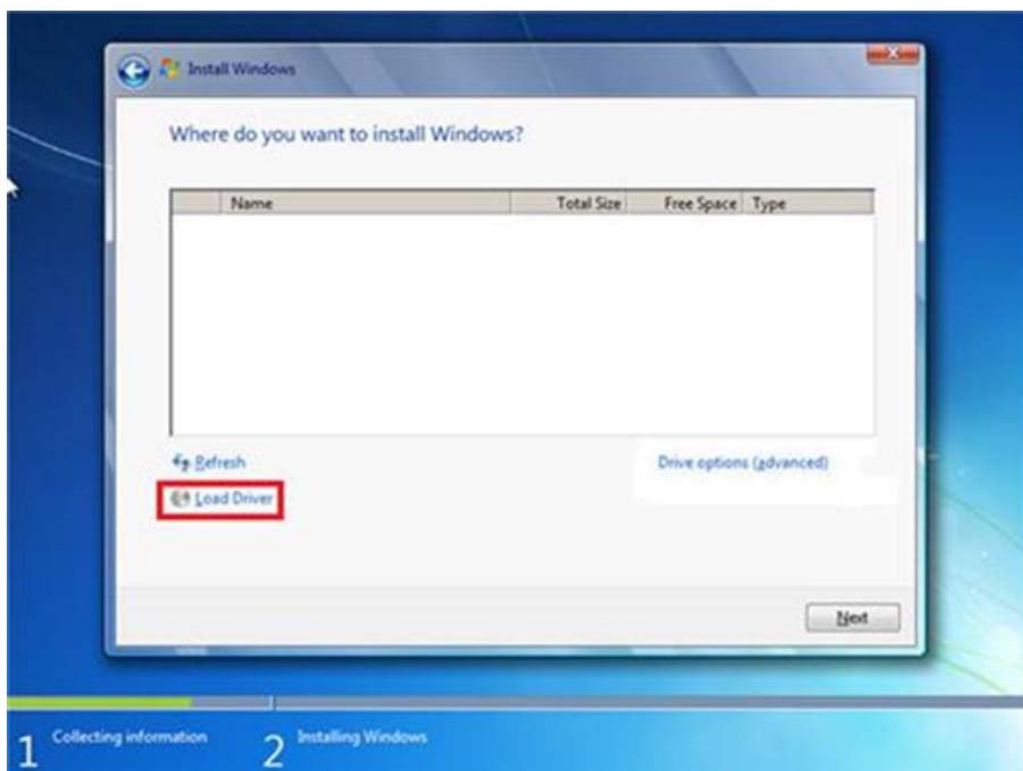 Install Windows
Where do you want to install Windows?
Name Total Size Free Space Type
Refresh Drive options (advanced)
Load Driver
Next
1 Collecting information 2 Installing Windows